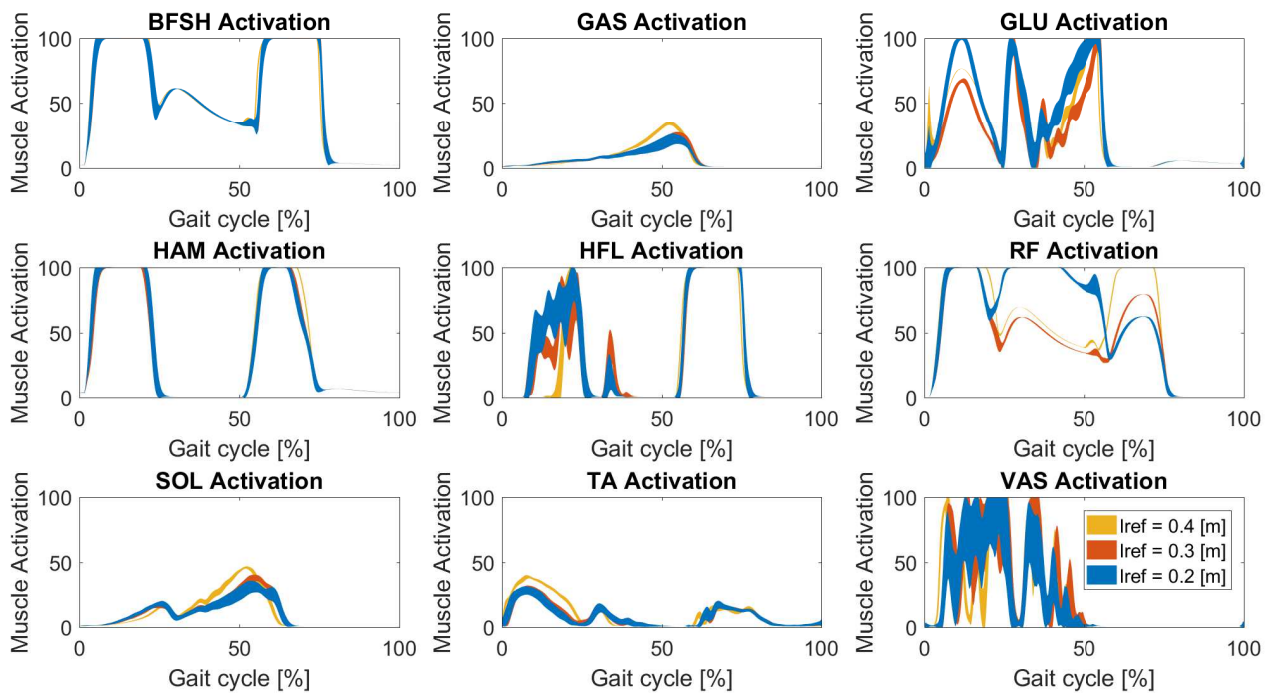 BFSH Activation
GAS Activation
GLU Activation
Muscle Activation
100
50
0
0
50
100
Gait cycle [%]
Muscle Activation
100
50
0
0
50
100
Gait cycle [%]
Muscle Activation
100
50
0
0
50
100
Gait cycle [%]
HAM Activation
HFL Activation
RF Activation
Muscle Activation
100
50
0
0
50
100
Gait cycle [%]
Muscle Activation
100
50
0
0
50
100
Gait cycle [%]
Muscle Activation
100
50
0
0
50
100
Gait cycle [%]
SOL Activation
TA Activation
VAS Activation
Muscle Activation
100
50
0
0
50
100
Gait cycle [%]
Muscle Activation
100
50
0
0
50
100
Gait cycle [%]
Muscle Activation
100
50
0
0
50
100
Gait cycle [%]
lref = 0.4 [m]
lref = 0.3 [m]
lref = 0.2 [m]